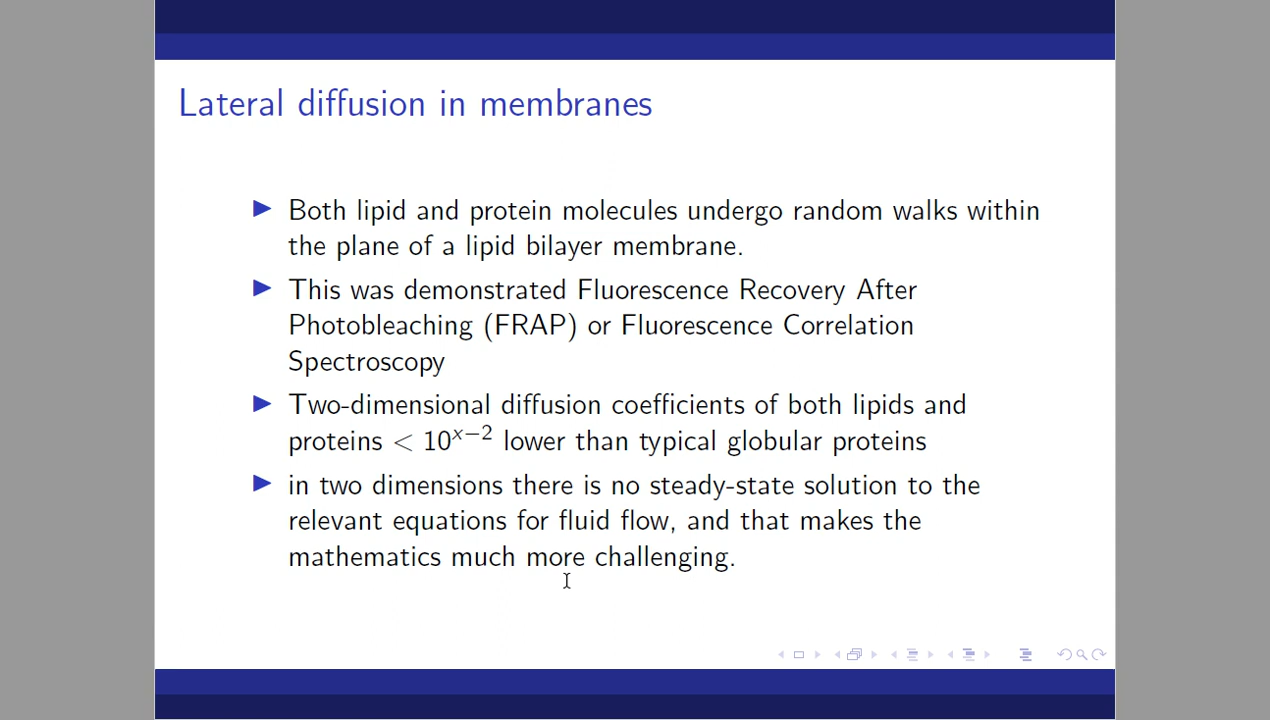 Lateral diffusion in membranes
▶ Both lipid and protein molecules undergo random walks within
the plane of a lipid bilayer membrane.
▶ This was demonstrated Fluorescence Recovery After
Photobleaching (FRAP) or Fluorescence Correlation
Spectroscopy
▶ Two-dimensional diffusion coefficients of both lipids and
proteins < 10^{x−2} lower than typical globular proteins
▶ in two dimensions there is no steady-state solution to the
relevant equations for fluid flow, and that makes the
mathematics much more challenging.